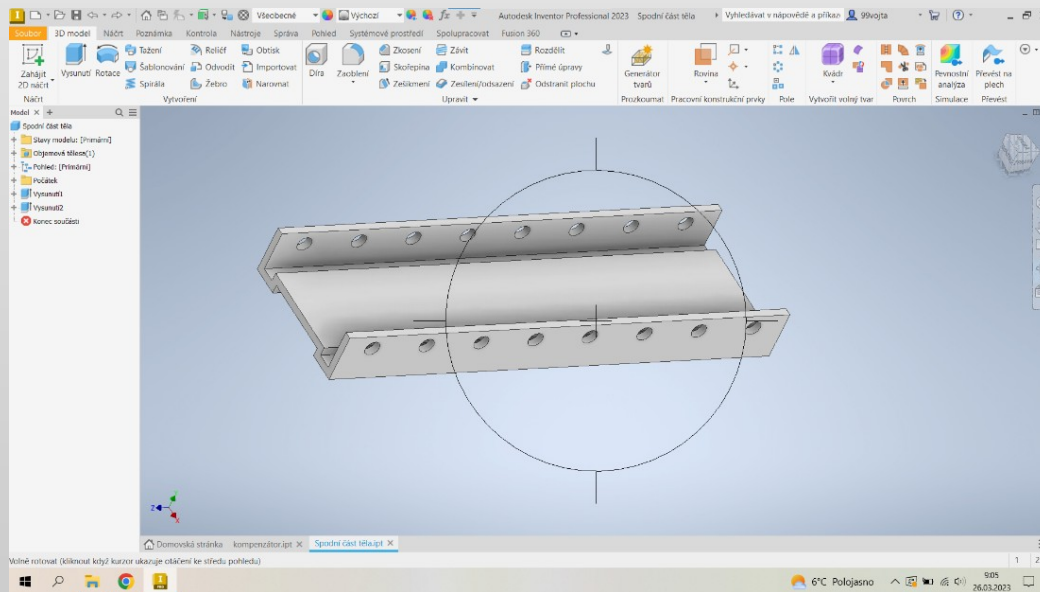 Všeobecné Výchozí Autodesk Inventor Professional 2023 Spodní část těla Vyhledávat v nápovědě a příkaz 99vojta
Soubor 3D model Náčrt Poznámka Kontrola Nástroje Správa Pohled Systémové prostředí Spolupracovat Fusion 360
Zahájit 2D náčrt
Vysunutí
Rotace
Tažení Reliéf Obtisk
Šablonování Odvodit Importovat
Spirála Žebro Narovnat
Díra
Zaoblení
Zkosení Závit Rozdělit
Skořepina Kombinovat Přímé úpravy
Zešikmení Zesílení/odsazení Odstranit plochu
Generátor tvarů
Rovina
Kvádr
Pevnostní analýza
Převést na plech
Náčrt Vytvoření Upravit Prozkoumat Pracovní konstrukční prvky Pole Vytvořit volný tvar Povrch Simulace Převést
Model
Spodní část těla
Stavy modelu: [Primární]
Objemová tělesa(1)
Pohled: [Primární]
Počátek
Vysunutí1
Vysunutí2
Konec součásti
Z
X
Domovská stránka kompenzátor.ipt Spodní část těla.ipt
Volně rotovat (kliknout když kurzor ukazuje otáčení ke středu pohledu) 1 2
6°C Polojasno 9:05
26.03.2023